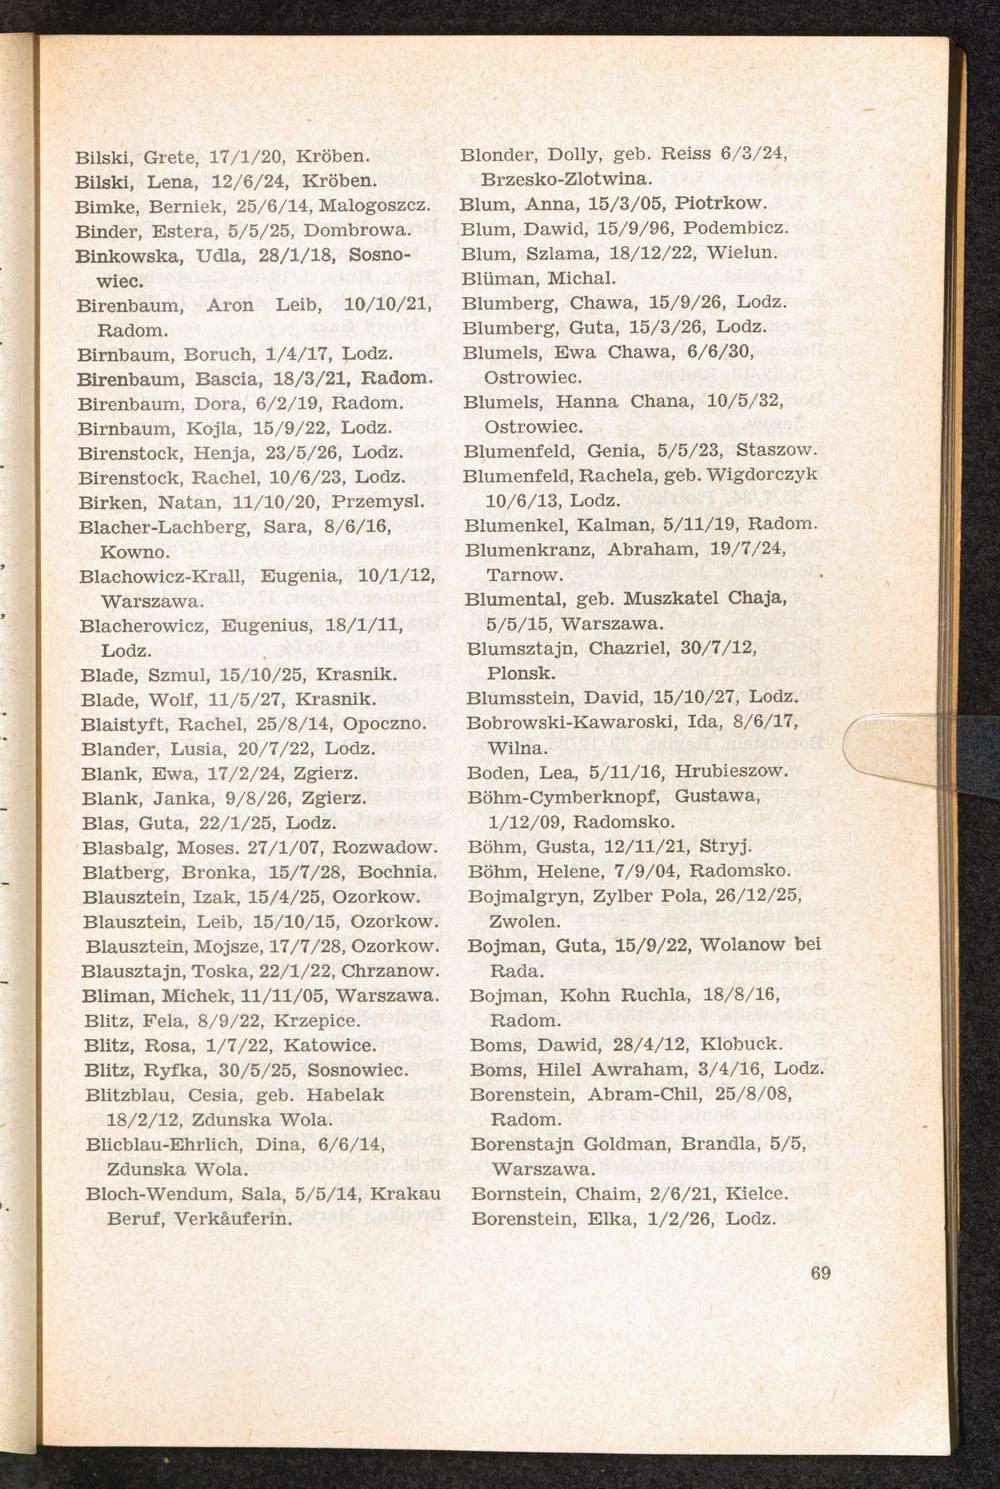 Bilski, Grete, 17/1/20, Kröben.
Bilski, Lena, 12/6/24, Kröben.
Bimke, Berniek, 25/6/14, Malogoszcz.
Binder, Estera, 5/5/25, Dombrowa.
Binkowska, Udla, 28/1/18, Sosno-
wiec.
Birenbaum, Aron Leib, 10/10/21,
Radom.
Birnbaum, Boruch, 1/4/17, Lodz.
Birenbaum, Bascia, 18/3/21, Radom.
Birenbaum, Dora, 6/2/19, Radom.
Birnbaum, Kojla, 15/9/22, Lodz.
Birenstock, Henja, 23/5/26, Lodz.
Birenstock, Rachel, 10/6/23, Lodz.
Birken, Natan, 11/10/20, Przemysl.
Blacher-Lachberg, Sara, 8/6/16,
Kowno.
Blachowicz-Krall, Eugenia, 10/1/12,
Warszawa.
Blacherowicz, Eugenius, 18/1/11,
Lodz.
Blade, Szmul, 15/10/25, Krasnik.
Blade, Wolf, 11/5/27, Krasnik.
Blaistyft, Rachel, 25/8/14, Opoczno.
Blander, Lusia, 20/7/22, Lodz.
Blank, Ewa, 17/2/24, Zgierz.
Blank, Janka, 9/8/26, Zgierz.
Blas, Guta, 22/1/25, Lodz.
Blasbalg, Moses. 27/1/07, Rozwadow.
Blatberg, Bronka, 15/7/28, Bochnia.
Blausztein, Izak, 15/4/25, Ozorkow.
Blausztein, Leib, 15/10/15, Ozorkow.
Blausztein, Mojsze, 17/7/28, Ozorkow.
Blausztajn, Toska, 22/1/22, Chrzanow.
Bliman, Michek, 11/11/05, Warszawa.
Blitz, Fela, 8/9/22, Krzepice.
Blitz, Rosa, 1/7/22, Katowice.
Blitz, Ryfka, 30/5/25, Sosnowiec.
Blitzblau, Cesia, geb. Habelak
18/2/12, Zdunska Wola.
Blicblau-Ehrlich, Dina, 6/6/14,
Zdunska Wola.
Bloch-Wendum, Sala, 5/5/14, Krakau
Beruf, Verkåuferin.
Blonder, Dolly, geb. Reiss 6/3/24,
Brzesko-Zlotwina.
Blum, Anna, 15/3/05, Piotrkow.
Blum, Dawid, 15/9/96, Podembicz.
Blum, Szlama, 18/12/22, Wielun.
Blüman, Michal.
Blumberg, Chawa, 15/9/26, Lodz.
Blumberg, Guta, 15/3/26, Lodz.
Blumels, Ewa Chawa, 6/6/30,
Ostrowiec.
Blumels, Hanna Chana, 10/5/32,
Ostrowiec.
Blumenfeld, Genia, 5/5/23, Staszow.
Blumenfeld, Rachela, geb. Wigdorczyk
10/6/13, Lodz.
Blumenkel, Kalman, 5/11/19, Radom.
Blumenkranz, Abraham, 19/7/24,
Tarnow.
Blumental, geb. Muszkatel Chaja,
5/5/15, Warszawa.
Blumsztajn, Chazriel, 30/7/12,
Plonsk.
Blumsstein, David, 15/10/27, Lodz.
Bobrowski-Kawaroski, Ida, 8/6/17,
Wilna.
Boden, Lea, 5/11/16, Hrubieszow.
Böhm-Cymberknopf, Gustawa,
1/12/09, Radomsko.
Böhm, Gusta, 12/11/21, Stryj.
Böhm, Helene, 7/9/04, Radomsko.
Bojmalgryn, Zylber Pola, 26/12/25,
Zwolen.
Bojman, Guta, 15/9/22, Wolanow bei
Rada.
Bojman, Kohn Ruchla, 18/8/16,
Radom.
Boms, Dawid, 28/4/12, Klobuck.
Boms, Hilel Awraham, 3/4/16, Lodz.
Borenstein, Abram-Chil, 25/8/08,
Radom.
Borenstajn Goldman, Brandla, 5/5,
Warszawa.
Bornstein, Chaim, 2/6/21, Kielce.
Borenstein, Elka, 1/2/26, Lodz.
69